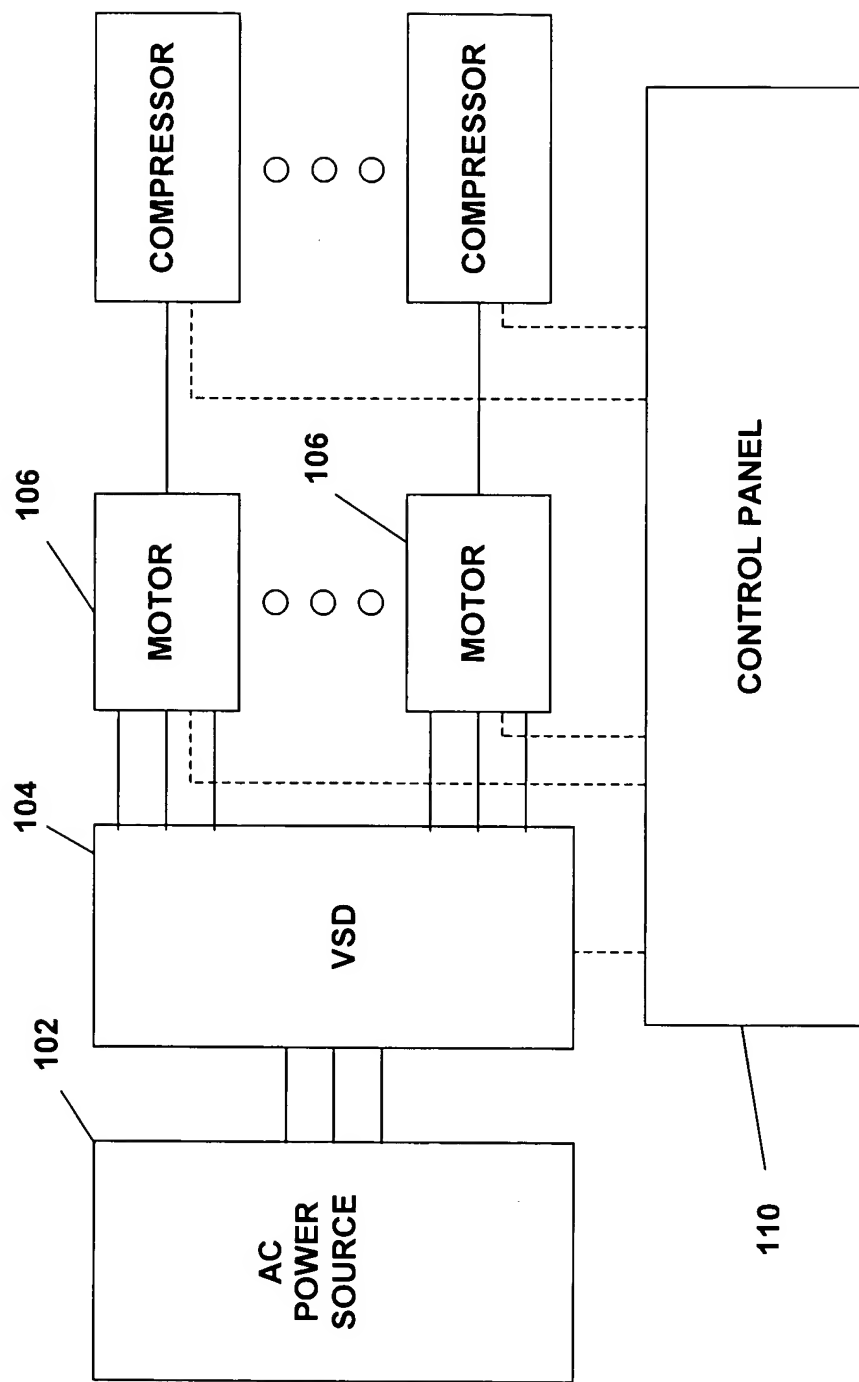 102
104
106
106
AC
POWER
SOURCE
VSD
MOTOR
MOTOR
COMPRESSOR
COMPRESSOR
CONTROL PANEL
110